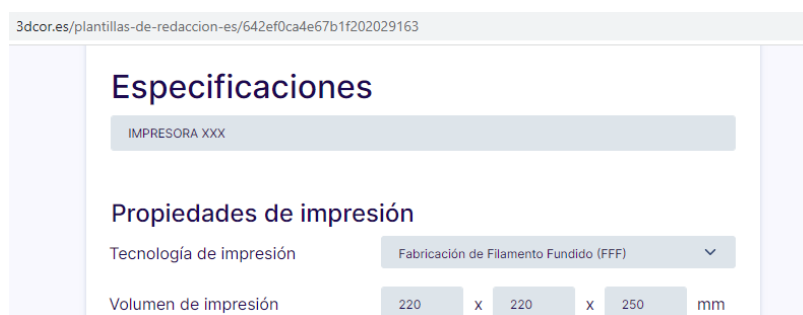 3dcor.es/plantillas-de-redaccion-es/642ef0ca4e67b1f202029163
Especificaciones
IMPRESORA XXX
Propiedades de impresión
Tecnología de impresión Fabricación de Filamento Fundido (FFF)
Volumen de impresión 220 x 220 x 250 mm